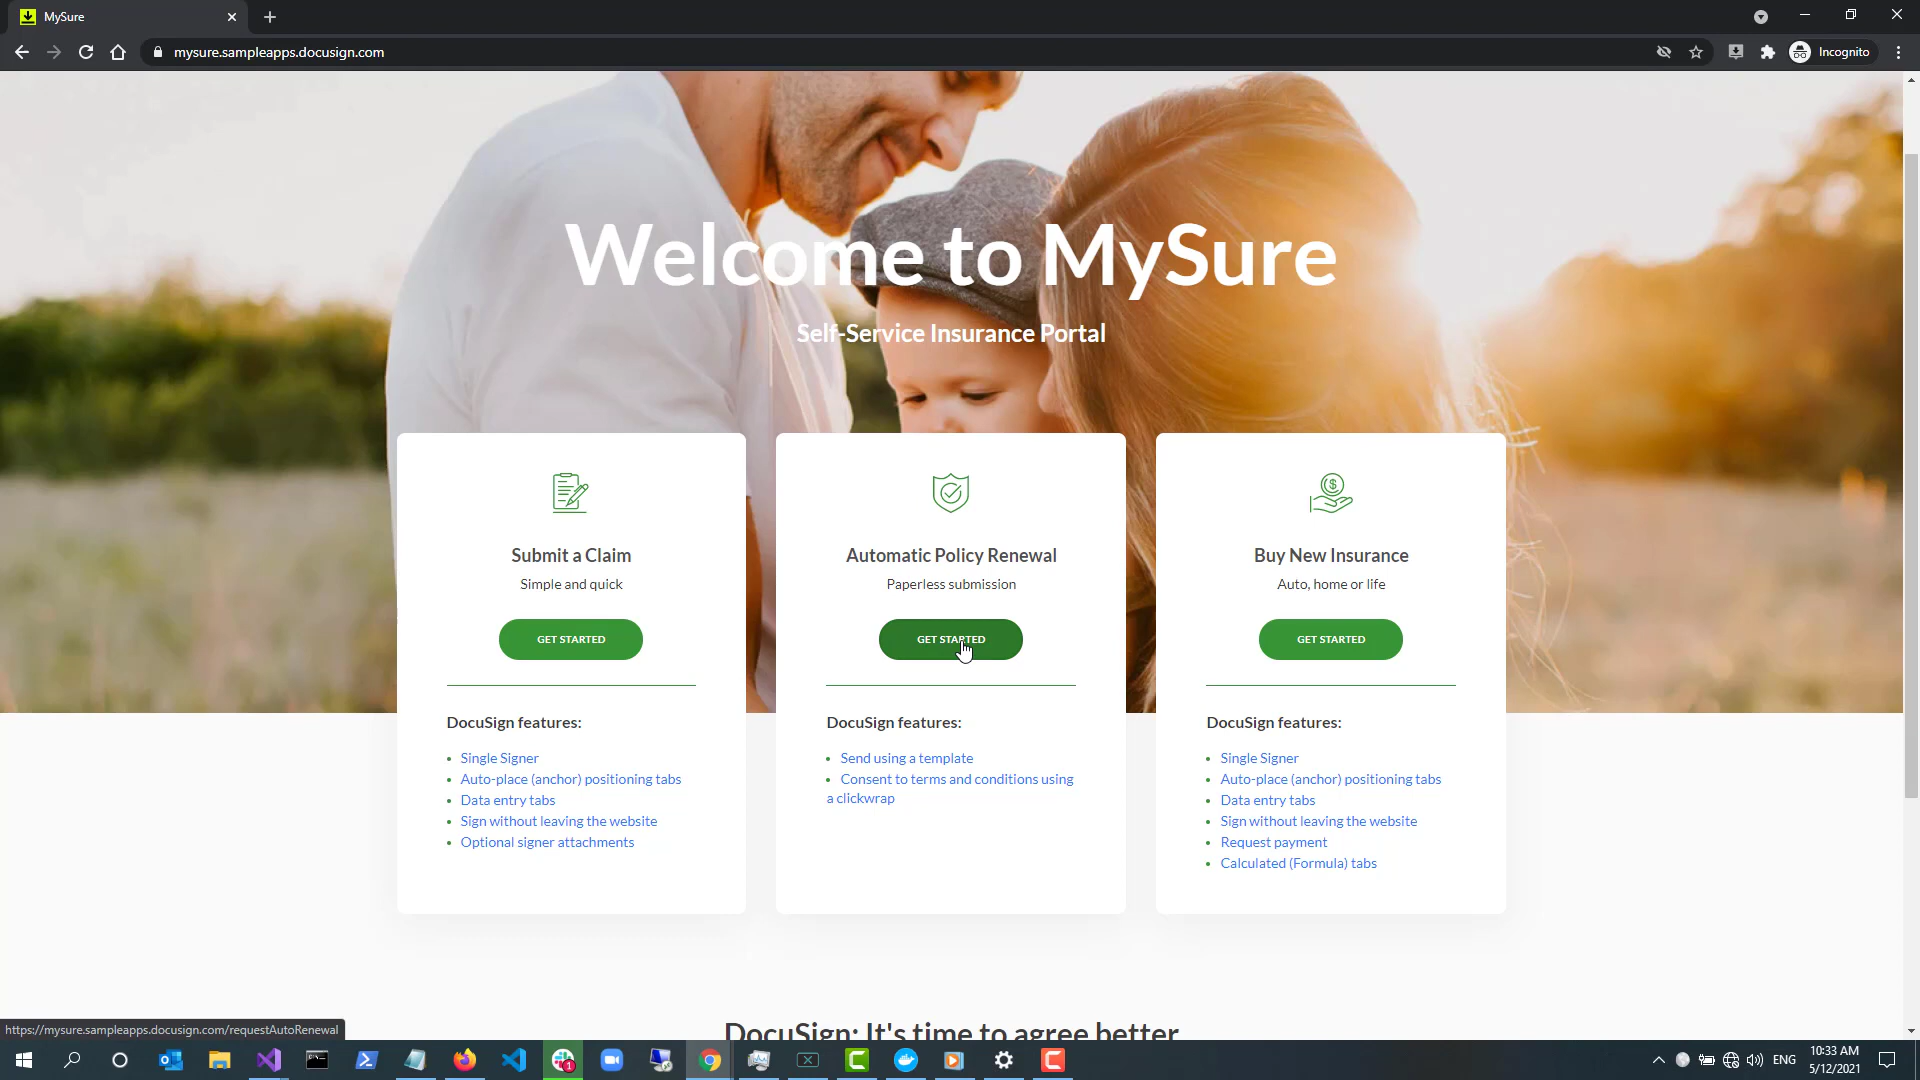 MySure
mysure.sampleapps.docusign.com
Incognito
Welcome to MySure
Self-Service Insurance Portal
Submit a Claim
Simple and quick
GET STARTED
DocuSign features:
Single Signer
Auto-place (anchor) positioning tabs
Data entry tabs
Sign without leaving the website
Optional signer attachments
Automatic Policy Renewal
Paperless submission
GET STARTED
DocuSign features:
Send using a template
Consent to terms and conditions using
a clickwrap
Buy New Insurance
Auto, home or life
GET STARTED
DocuSign features:
Single Signer
Auto-place (anchor) positioning tabs
Data entry tabs
Sign without leaving the website
Request payment
Calculated (Formula) tabs
DocuSign: It's time to agree better
https://mysure.sampleapps.docusign.com/requestAutoRenewal
1
ENG
10:33 AM
5/12/2021